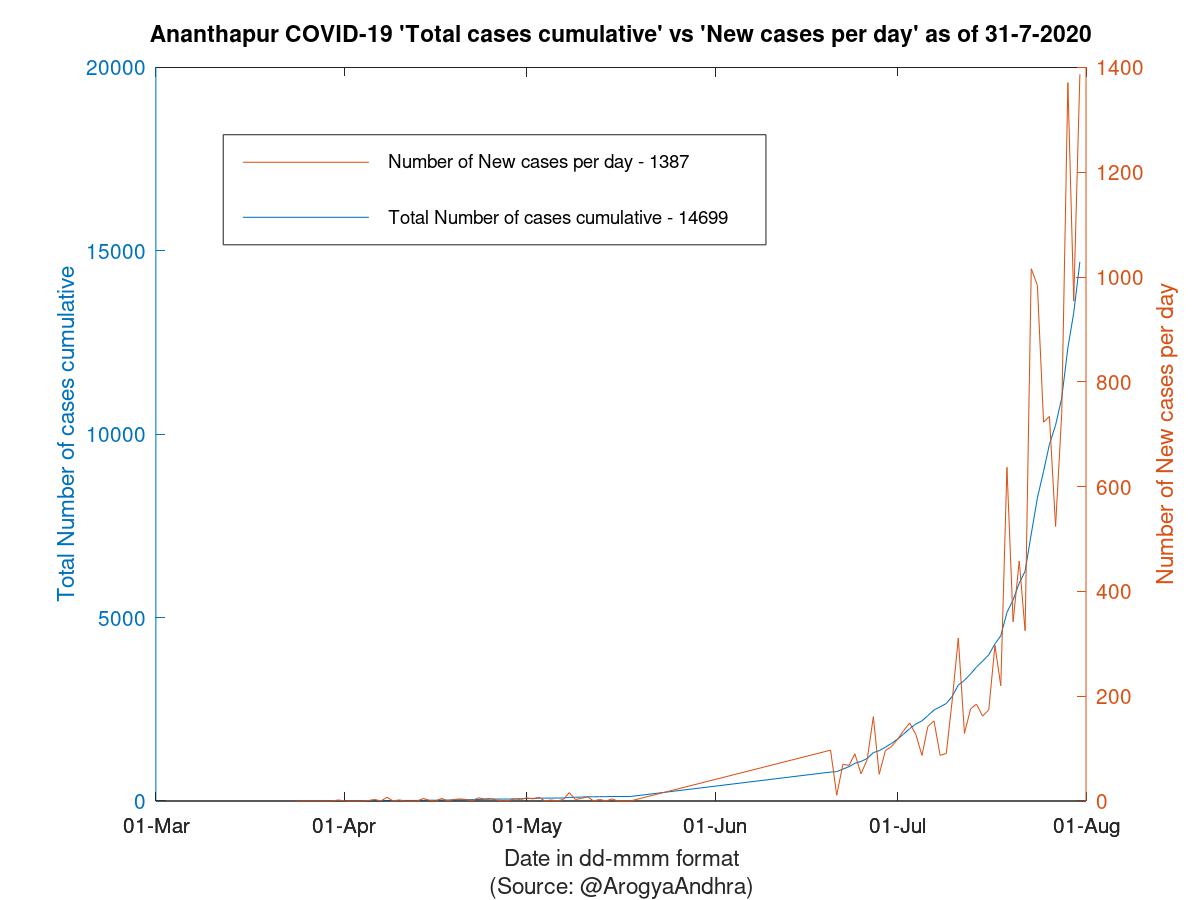 Ananthapur COVID-19 'Total cases cumulative' vs 'New cases per day' as of 31-7-2020
20000
15000
10000
5000
0
Total Number of cases cumulative
Number of New cases per day - 1387
Total Number of cases cumulative - 14699
1400
1200
1000
800
600
400
200
0
Number of New cases per day
01-Mar 01-Apr 01-May 01-Jun 01-Jul 01-Aug
Date in dd-mmm format
(Source: @ArogyaAndhra)